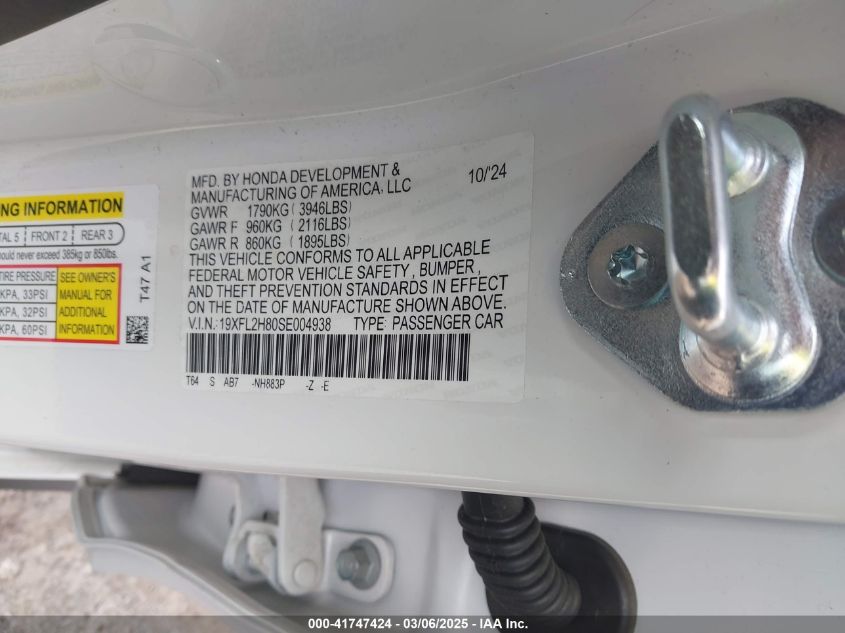 MFD. BY HONDA DEVELOPMENT & 10/'24
MANUFACTURING OF AMERICA, LLC
GVWR 1790KG ( 3946LBS)
GAWR F 960KG ( 2116LBS)
GAWR R 860KG ( 1895LBS)
THIS VEHICLE CONFORMS TO ALL APPLICABLE
FEDERAL MOTOR VEHICLE SAFETY, BUMPER,
AND THEFT PREVENTION STANDARDS IN EFFECT
ON THE DATE OF MANUFACTURE SHOWN ABOVE.
V.I.N.:19XFL2H80SE004938 TYPE: PASSENGER CAR
T64 S AB7 -NH883P -Z -E
INFORMATION
5 FRONT 2 REAR 3
should never exceed 385kg or 850lbs.
PRESSURE SEE OWNER'S
KPA, 33PSI MANUAL FOR
KPA, 32PSI ADDITIONAL
KPA, 60PSI INFORMATION
T47 A1
000-41747424 - 03/06/2025 - IAA Inc.